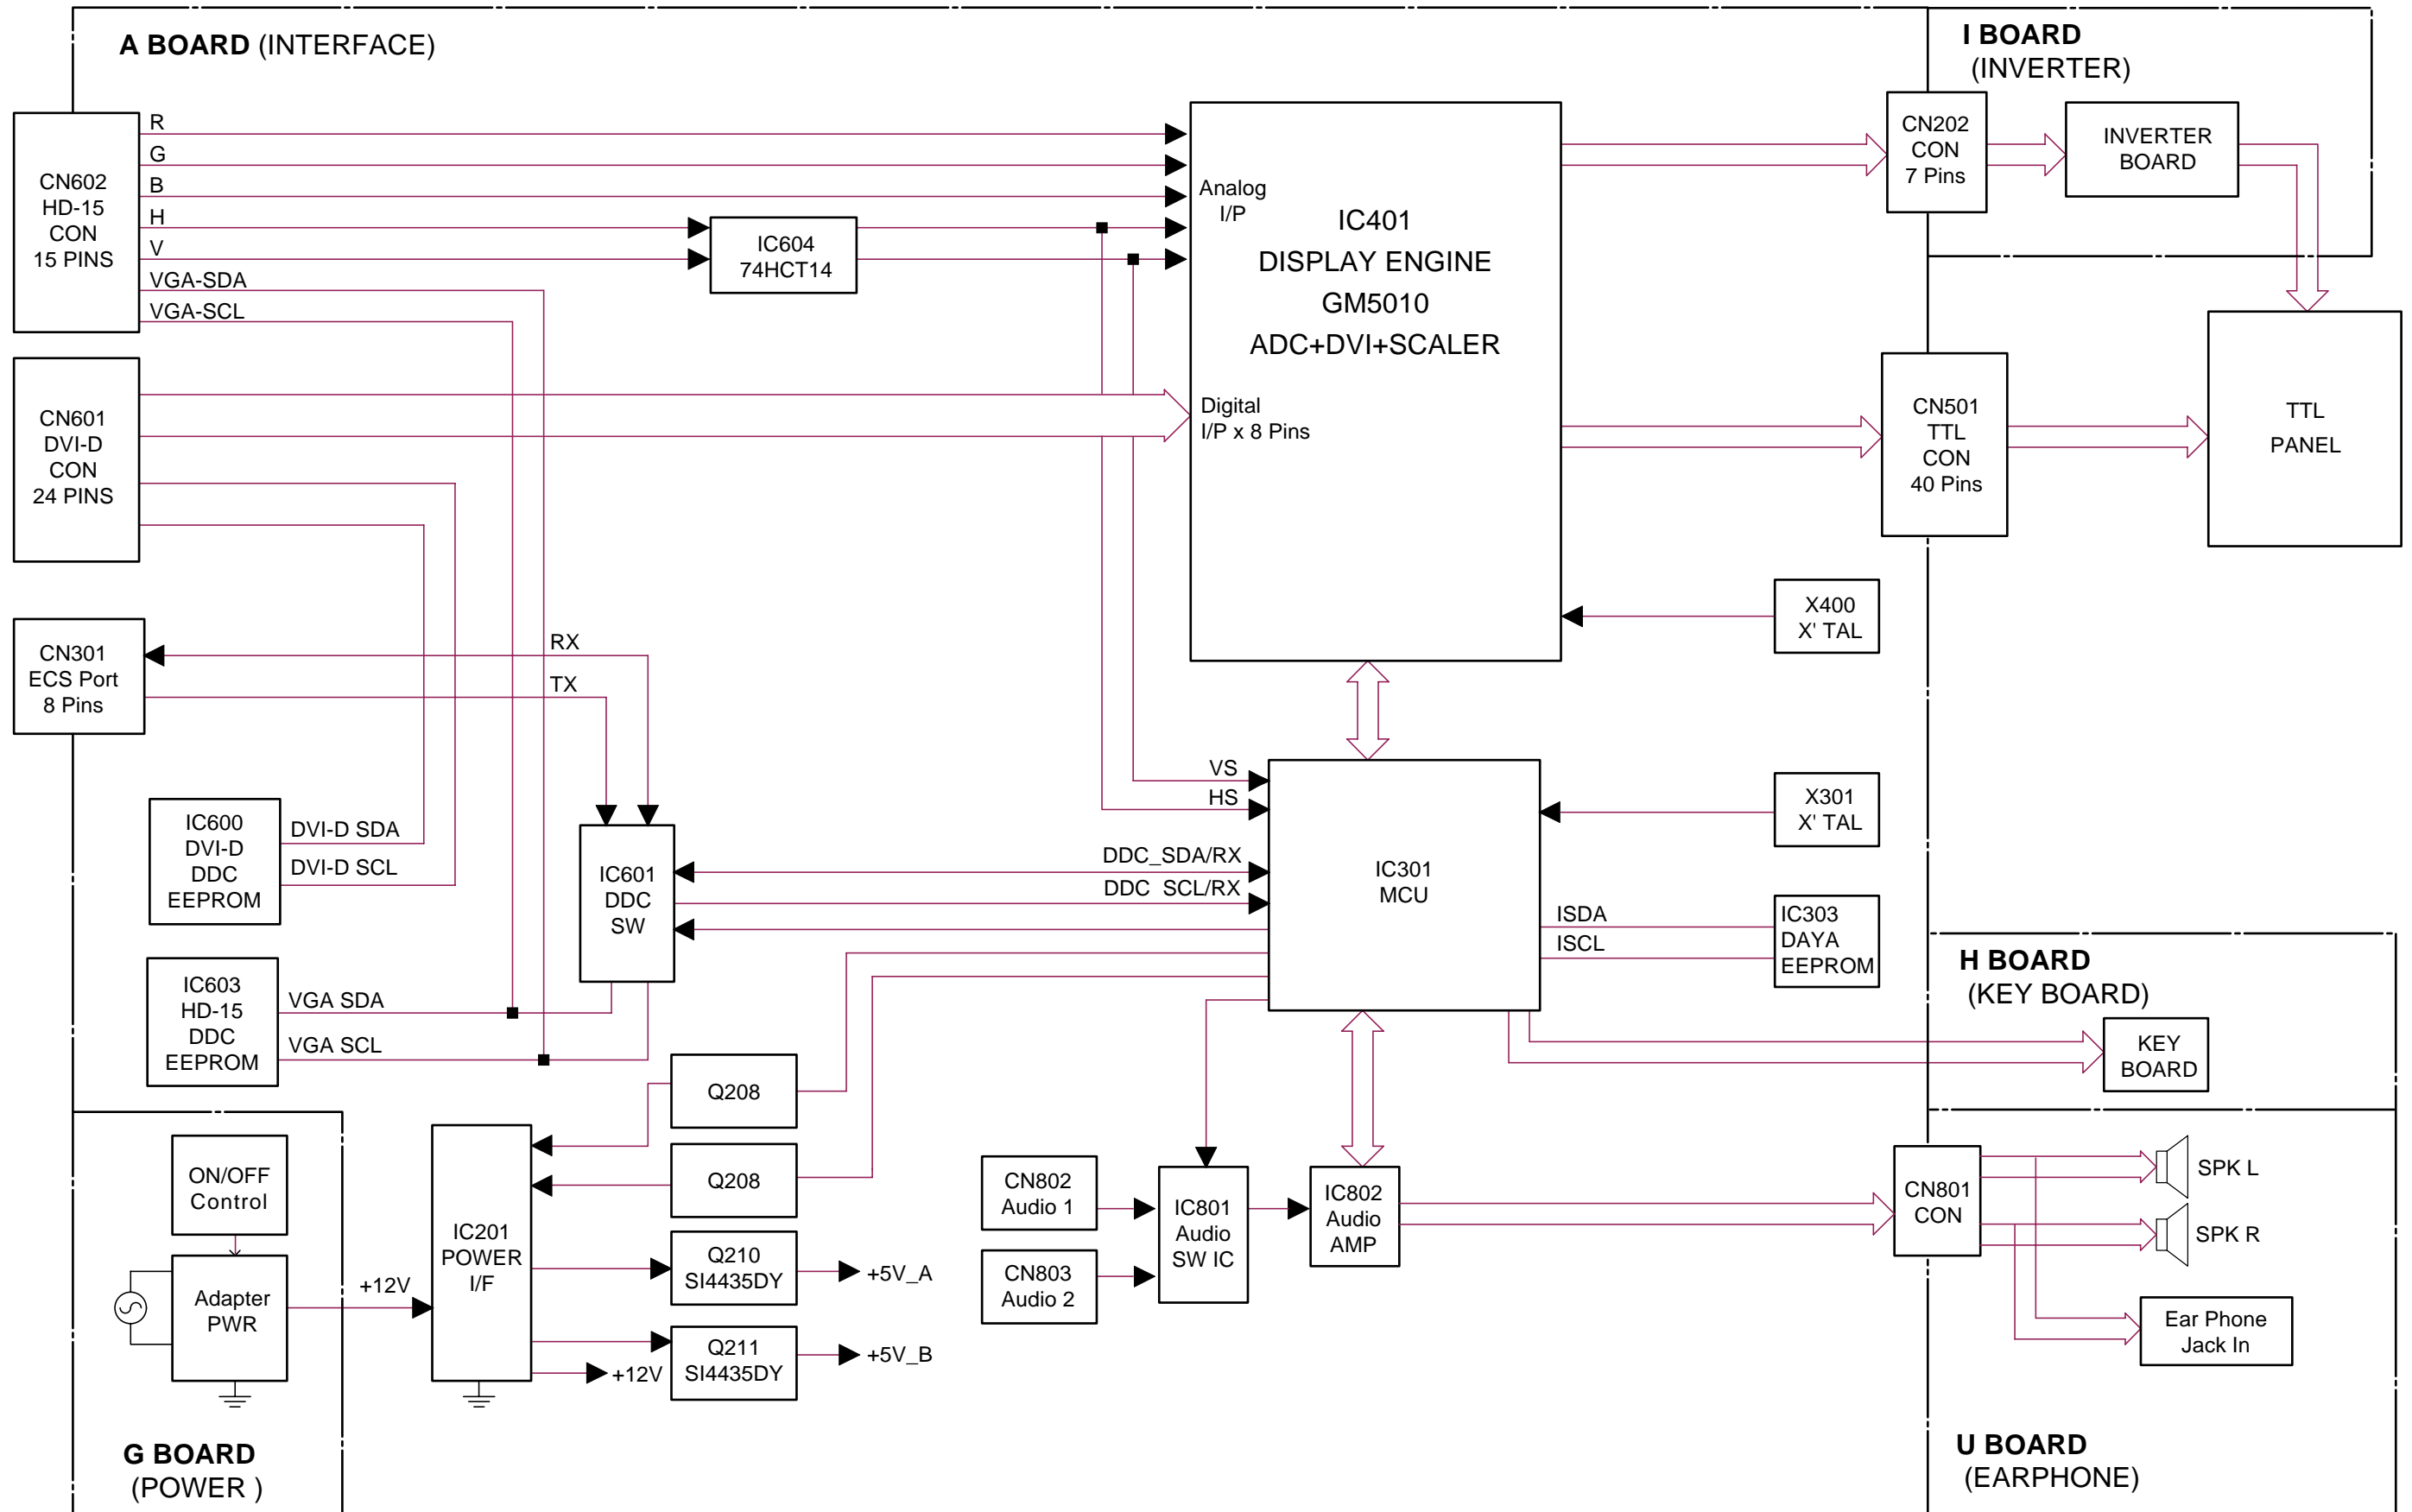 A BOARD (INTERFACE)
I BOARD
(INVERTER)
CN602
HD-15
CON
15 PINS
R
G
B
H
V
VGA-SDA
VGA-SCL
IC604
74HCT14
Analog
I/P
IC401
DISPLAY ENGINE
GM5010
ADC+DVI+SCALER
Digital
I/P x 8 Pins
CN202
CON
7 Pins
INVERTER
BOARD
CN601
DVI-D
CON
24 PINS
CN501
TTL
CON
40 Pins
TTL
PANEL
X400
X' TAL
CN301
ECS Port
8 Pins
RX
TX
VS
HS
X301
X' TAL
IC600
DVI-D
DDC
EEPROM
DVI-D SDA
DVI-D SCL
IC601
DDC
SW
DDC_SDA/RX
DDC SCL/RX
IC301
MCU
ISDA
ISCL
IC303
DAYA
EEPROM
H BOARD
(KEY BOARD)
KEY
BOARD
IC603
HD-15
DDC
EEPROM
VGA SDA
VGA SCL
Q208
Q208
ON/OFF
Control
Adapter
PWR
+12V
IC201
POWER
I/F
Q210
SI4435DY
+5V_A
Q211
SI4435DY
+5V_B
+12V
CN802
Audio 1
CN803
Audio 2
IC801
Audio
SW IC
IC802
Audio
AMP
CN801
CON
SPK L
SPK R
Ear Phone
Jack In
G BOARD
(POWER )
U BOARD
(EARPHONE)